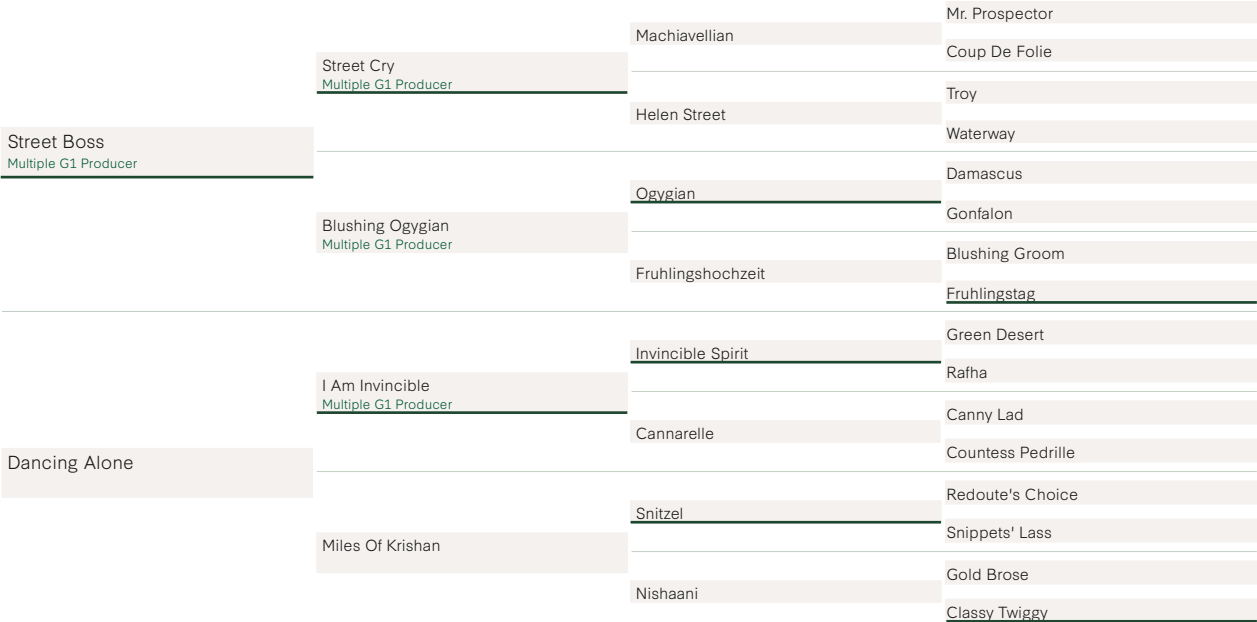 Street Boss
Multiple G1 Producer
Dancing Alone
Street Cry
Multiple G1 Producer
Blushing Ogygian
Multiple G1 Producer
I Am Invincible
Multiple G1 Producer
Miles Of Krishan
Machiavellian
Helen Street
Ogygian
Fruhlingshochzeit
Invincible Spirit
Cannarelle
Snitzel
Nishaani
Mr. Prospector
Coup De Folie
Troy
Waterway
Damascus
Gonfalon
Blushing Groom
Fruhlingstag
Green Desert
Rafha
Canny Lad
Countess Pedrille
Redoute's Choice
Snippets' Lass
Gold Brose
Classy Twiggy